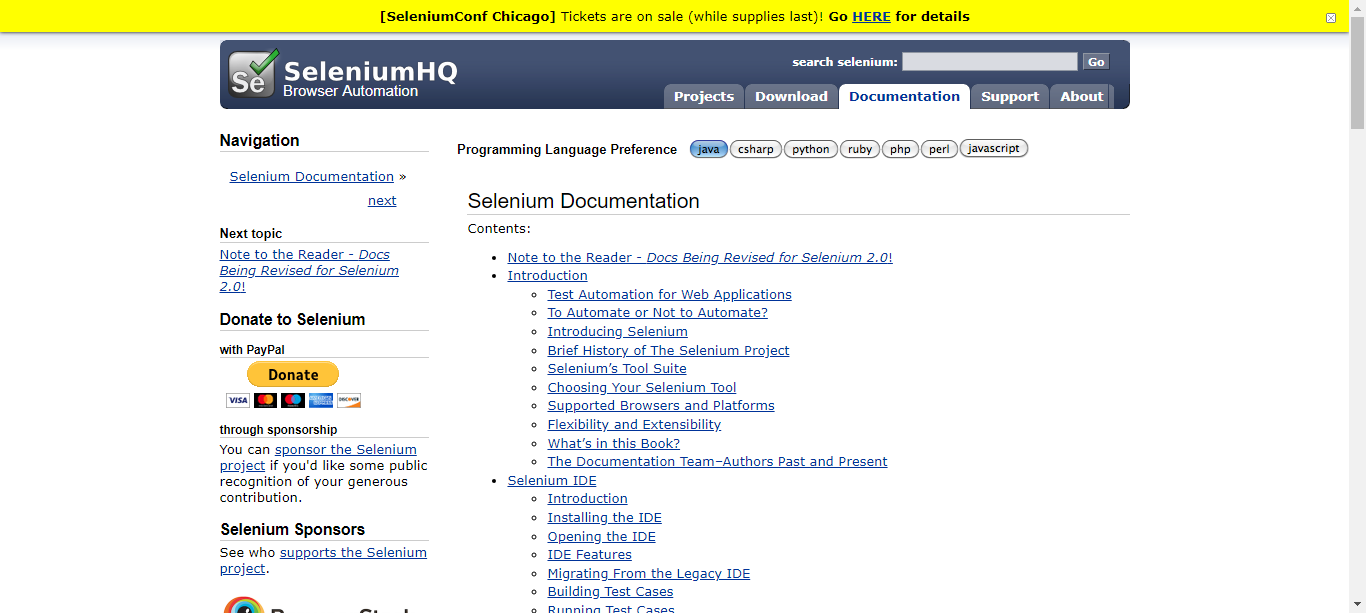 [SeleniumConf Chicago] Tickets are on sale (while supplies last)! Go HERE for details
Se SeleniumHQ
Browser Automation
search selenium: Go
Projects Download Documentation Support About
Navigation
Selenium Documentation »
next
Next topic
Note to the Reader - Docs
Being Revised for Selenium
2.0!
Donate to Selenium
with PayPal
Donate
VISA DISCOVER
through sponsorship
You can sponsor the Selenium
project if you'd like some public
recognition of your generous
contribution.
Selenium Sponsors
See who supports the Selenium
project.
Programming Language Preference java csharp python ruby php perl javascript
Selenium Documentation
Contents:
• Note to the Reader - Docs Being Revised for Selenium 2.0!
• Introduction
◦ Test Automation for Web Applications
◦ To Automate or Not to Automate?
◦ Introducing Selenium
◦ Brief History of The Selenium Project
◦ Selenium's Tool Suite
◦ Choosing Your Selenium Tool
◦ Supported Browsers and Platforms
◦ Flexibility and Extensibility
◦ What's in this Book?
◦ The Documentation Team–Authors Past and Present
• Selenium IDE
◦ Introduction
◦ Installing the IDE
◦ Opening the IDE
◦ IDE Features
◦ Migrating From the Legacy IDE
◦ Building Test Cases
◦ Running Test Cases